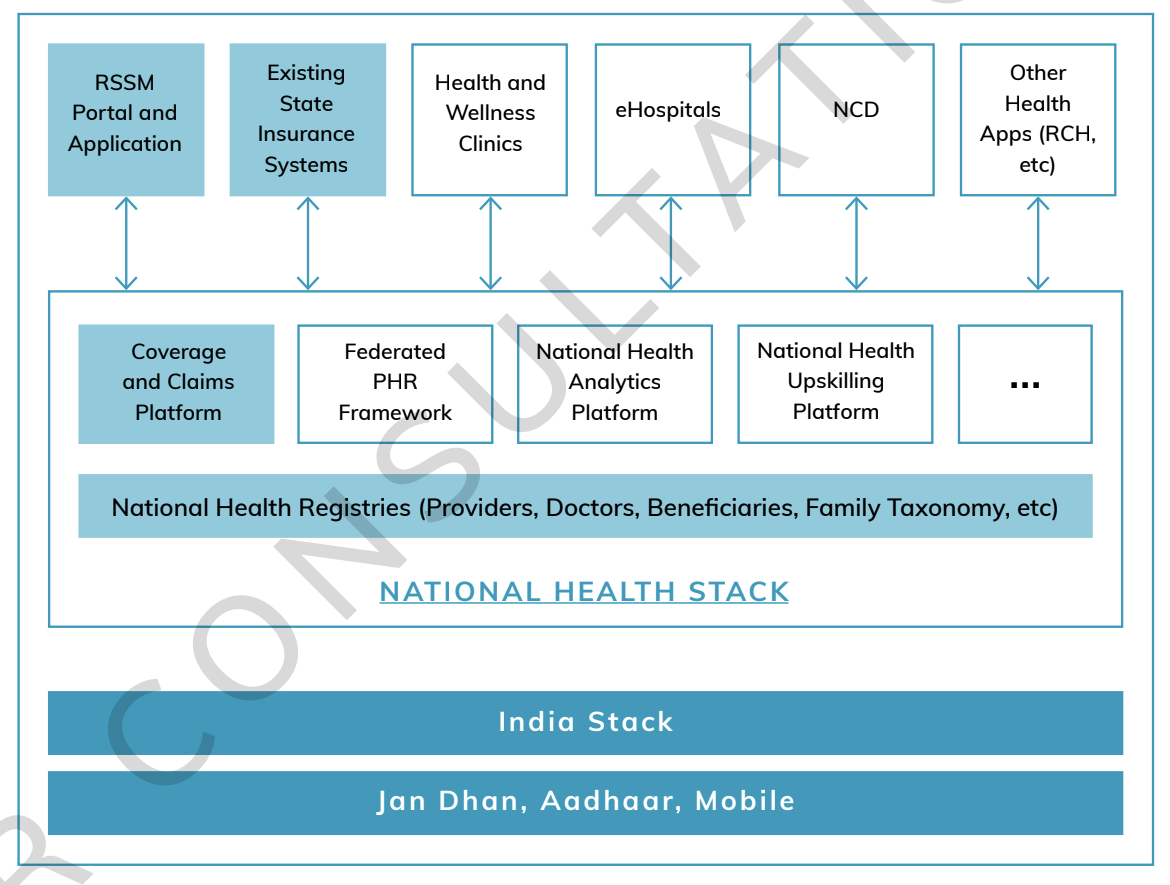 RSSM
Portal and
Application
Existing
State
Insurance
Systems
Health and
Wellness
Clinics
eHospitals
NCD
Other
Health
Apps (RCH,
etc)
Coverage
and Claims
Platform
Federated
PHR
Framework
National Health
Analytics
Platform
National Health
Upskilling
Platform
...
National Health Registries (Providers, Doctors, Beneficiaries, Family Taxonomy, etc)
NATIONAL HEALTH STACK
India Stack
Jan Dhan, Aadhaar, Mobile
R CONSULTATIO